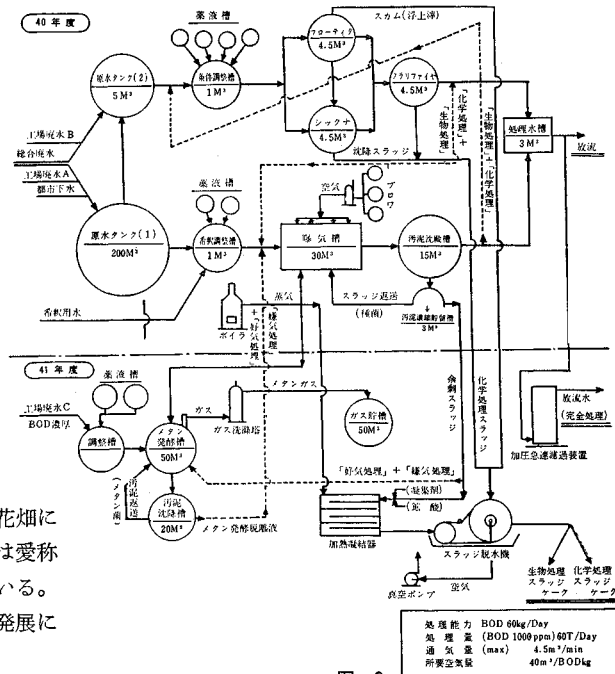 40年度
薬液槽
原水タンク(2)
5M³
条件調整槽
1M³
フローテイタ
4.5M³
スカム(浮上滓)
クラリファイヤ
4.5M³
シックナ
4.5M³
沈降スラッジ
「生物処理」
「化学処理」+
「生物処理」+「化学処理」
処理水槽
3M³
放流
工場廃水B
総合廃水
工場廃水A
都市下水
原水タンク(1)
200M³
薬液槽
希釈調整槽
1M³
希釈用水
空気
ブロワ
曝気槽
30M³
汚泥沈殿槽
15M³
スラッジ返送
(種菌)
汚泥濃縮貯留槽
3M³
蒸気
ボイラ
「嫌気処理」
+「好気処理」
余剰スラッジ
化学処理スラッジ
41年度
薬液槽
工場廃水C
BOD濃厚
調整槽
メタン
発酵槽
50M³
ガス
ガス洗滌塔
メタンガス
ガス貯槽
50M³
汚泥返送
(メタン菌)
汚泥
沈降槽
20M³
メタン発酵脱離液
「好気処理」+「嫌気処理」
(凝集剤)
加熱凝結器
スラッジ脱水機
真空ポンプ
空気
放流水
(完全処理)
加圧急濾濾過装置
生物処理
スラッジ
ケーク
化学処理
スラッジ
ケーク
花畑に
は愛称
いる。
発展に
処理能力 BOD 60kg/Day
処理量 (BOD 1000ppm) 60T/Day
通気量 (max) 4.5m³/min
所要空気量 40m³/BODkg